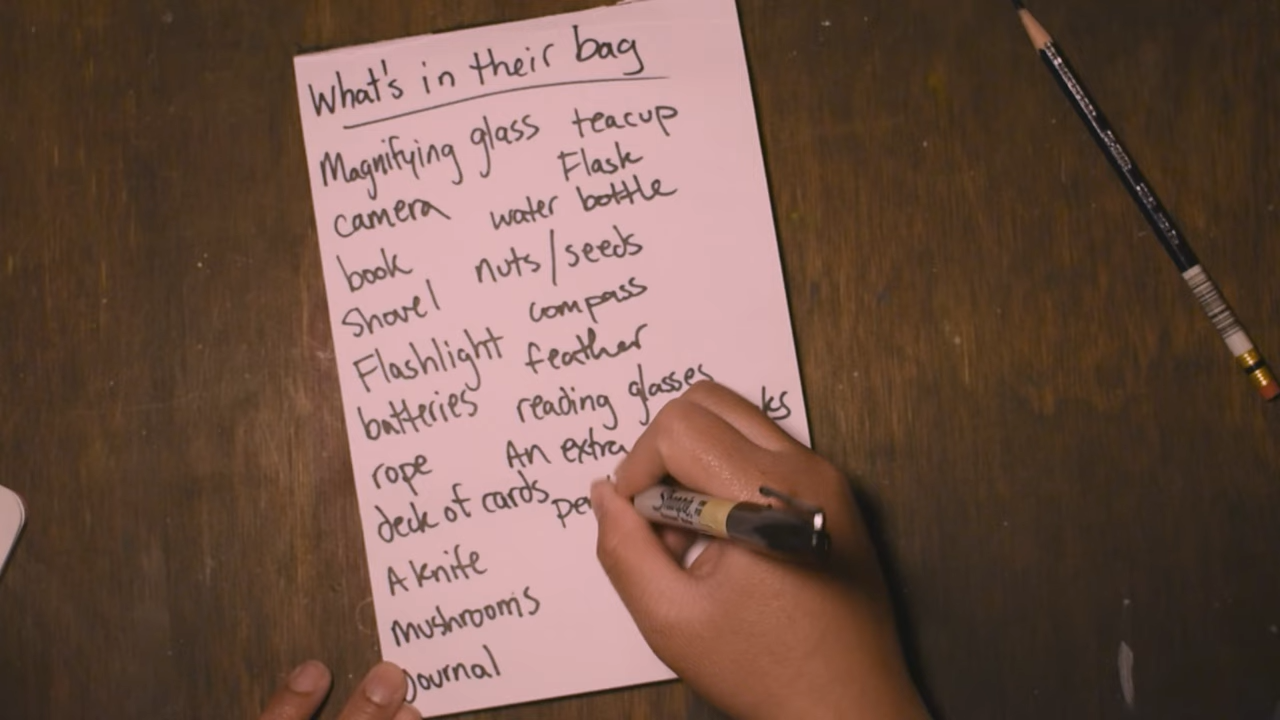 What's in their bag
Magnifying glass teacup
Flask
camera water bottle
book nuts/seeds
Shovel compass
Flashlight feather
batteries reading glasses
rope An extra
deck of cards
A knife
mushrooms
Journal